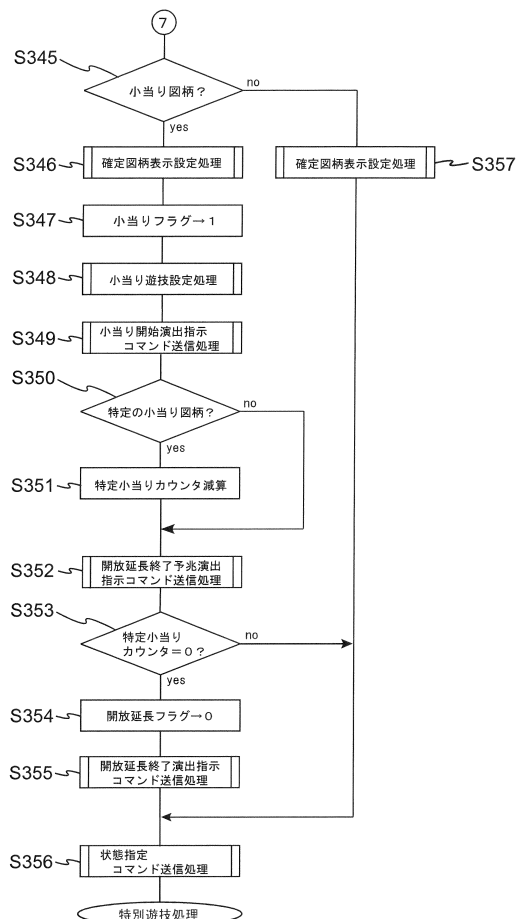 7
S345
小当り図柄？
no
yes
S346
確定図柄表示設定処理
確定図柄表示設定処理
S357
S347
小当りフラグ→１
S348
小当り遊技設定処理
S349
小当り開始演出指示
コマンド送信処理
S350
特定の小当り図柄？
no
yes
S351
特定小当りカウンタ減算
S352
開放延長終了予兆演出
指示コマンド送信処理
S353
特定小当り
カウンタ＝０？
no
yes
S354
開放延長フラグ→０
S355
開放延長終了演出指示
コマンド送信処理
S356
状態指定
コマンド送信処理
特別遊技処理